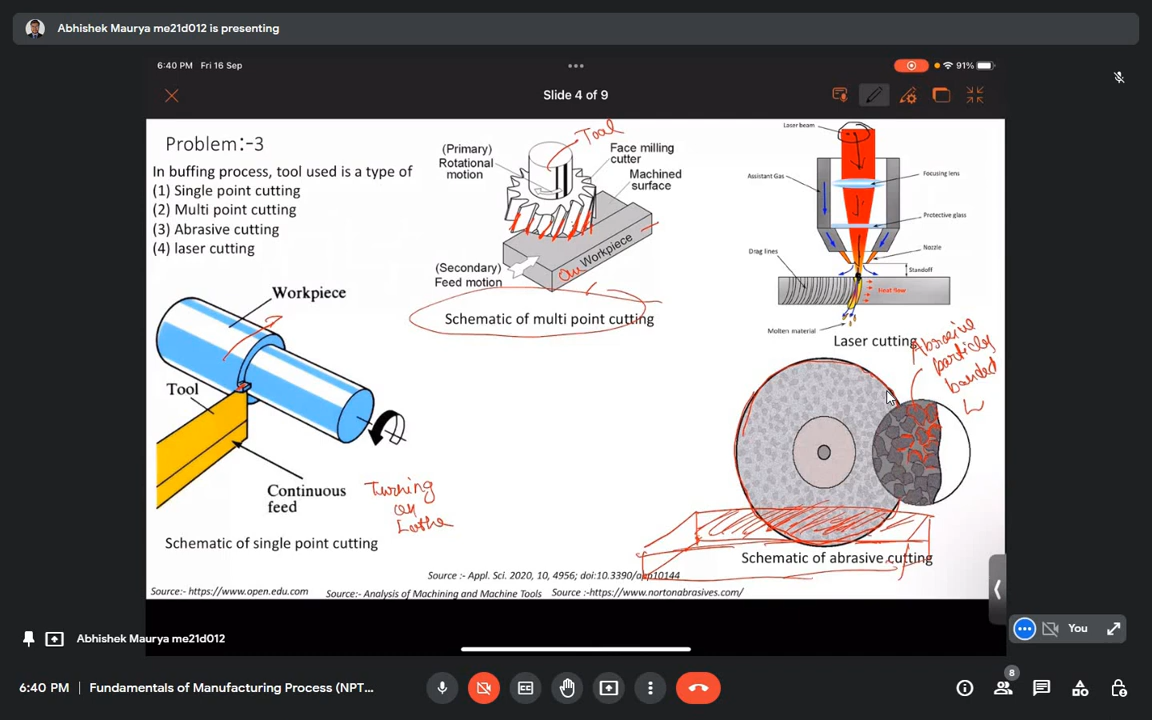 Abhishek Maurya me21d012 is presenting
6:40 PM Fri 16 Sep
91%
Slide 4 of 9
Problem:-3
In buffing process, tool used is a type of
(1) Single point cutting
(2) Multi point cutting
(3) Abrasive cutting
(4) laser cutting
Workpiece
Tool
Continuous
feed
Turning
on
Lathe
Schematic of single point cutting
Tool
(Primary)
Rotational
motion
Face milling
cutter
Machined
surface
Workpiece
(Secondary)
Feed motion
Schematic of multi point cutting
Laser beam
Assistant Gas
Focusing lens
Protective glass
Nozzle
Drag lines
Standoff
Heat flow
Molten material
Laser cutting
Abrasive
particles
bonded
Schematic of abrasive cutting
Source :- Appl. Sci. 2020, 10, 4956; doi:10.3390/app10144
Source:- https://www.open.edu.com
Source:- Analysis of Machining and Machine Tools
Source :-https://www.nortonabrasives.com/
Abhishek Maurya me21d012
You
6:40 PM | Fundamentals of Manufacturing Process (NPT...
8